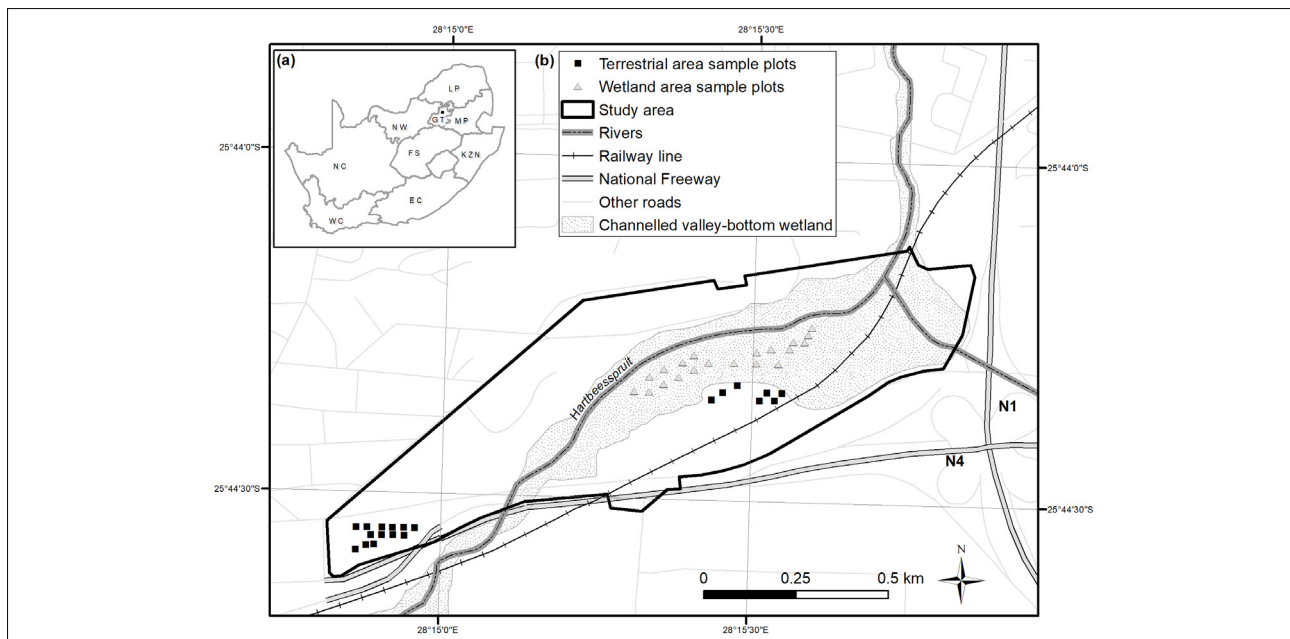 28°15'0"E
28°15'30"E
(a)
LP
GT
MP
NW
FS
KZN
NC
EC
WC
(b)
Terrestrial area sample plots
Wetland area sample plots
Study area
Rivers
Railway line
National Freeway
Other roads
Channelled valley-bottom wetland
25°44'0"S
25°44'0"S
Hartbeesspruit
N1
N4
25°44'30"S
25°44'30"S
N
0 0.25 0.5 km
28°15'0"E
28°15'30"E